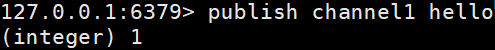 127.0.0.1:6379> publish channel1 hello
(integer) 1